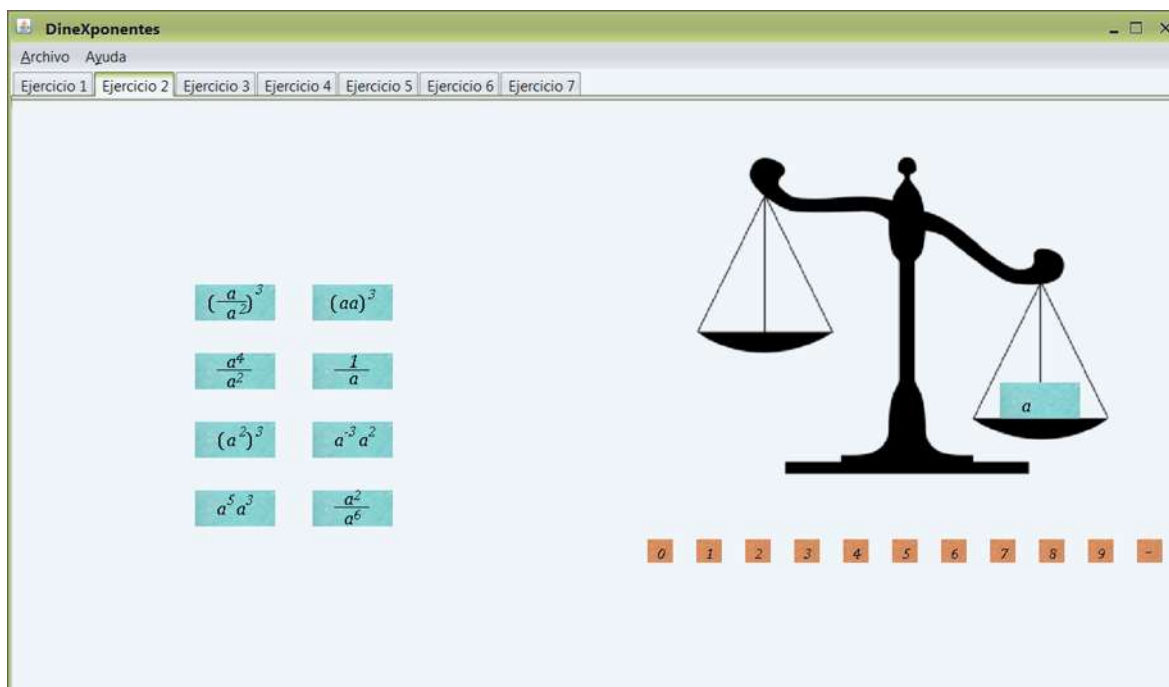 DineXponentes
Archivo Ayuda
Ejercicio 1 Ejercicio 2 Ejercicio 3 Ejercicio 4 Ejercicio 5 Ejercicio 6 Ejercicio 7
(a/a²)³ (aa)³
a⁴/a² 1/a
(a²)³ a⁻³a²
a⁵a³ a²/a⁶
a
0 1 2 3 4 5 6 7 8 9 -